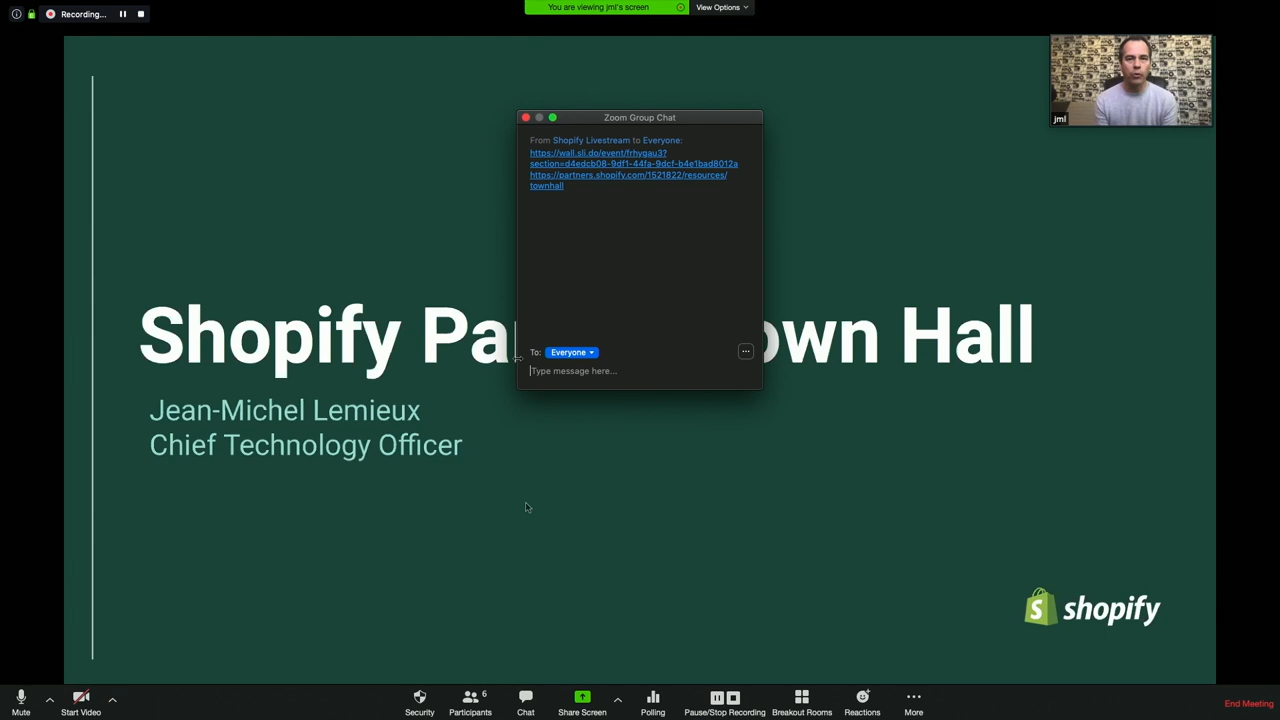 Recording...
You are viewing jml's screen
View Options
jml
Zoom Group Chat
From Shopify Livestream to Everyone:
https://wall.sli.do/event/frhygau3?
section=d4edcb08-9df1-44fa-9dcf-b4e1bad8012a
https://partners.shopify.com/1521822/resources/
townhall
To: Everyone
Type message here...
Shopify Pa own Hall
Jean-Michel Lemieux
Chief Technology Officer
shopify
Mute
Start Video
Security
Participants 6
Chat
Share Screen
Polling
Pause/Stop Recording
Breakout Rooms
Reactions
More
End Meeting